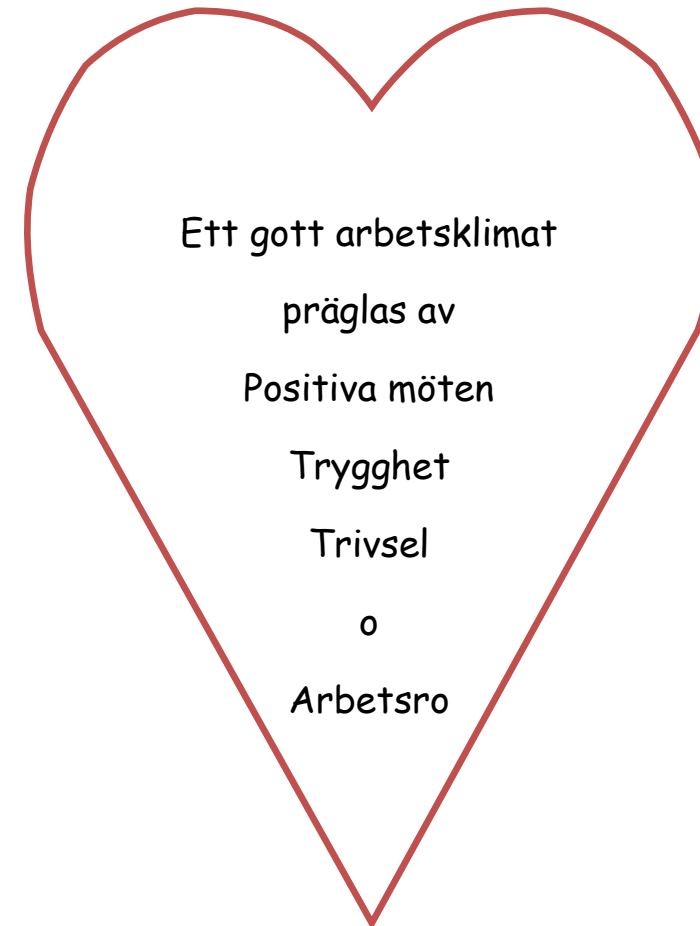 Ett gott arbetsklimat
präglas av
Positiva möten
Trygghet
Trivsel
o
Arbetsro